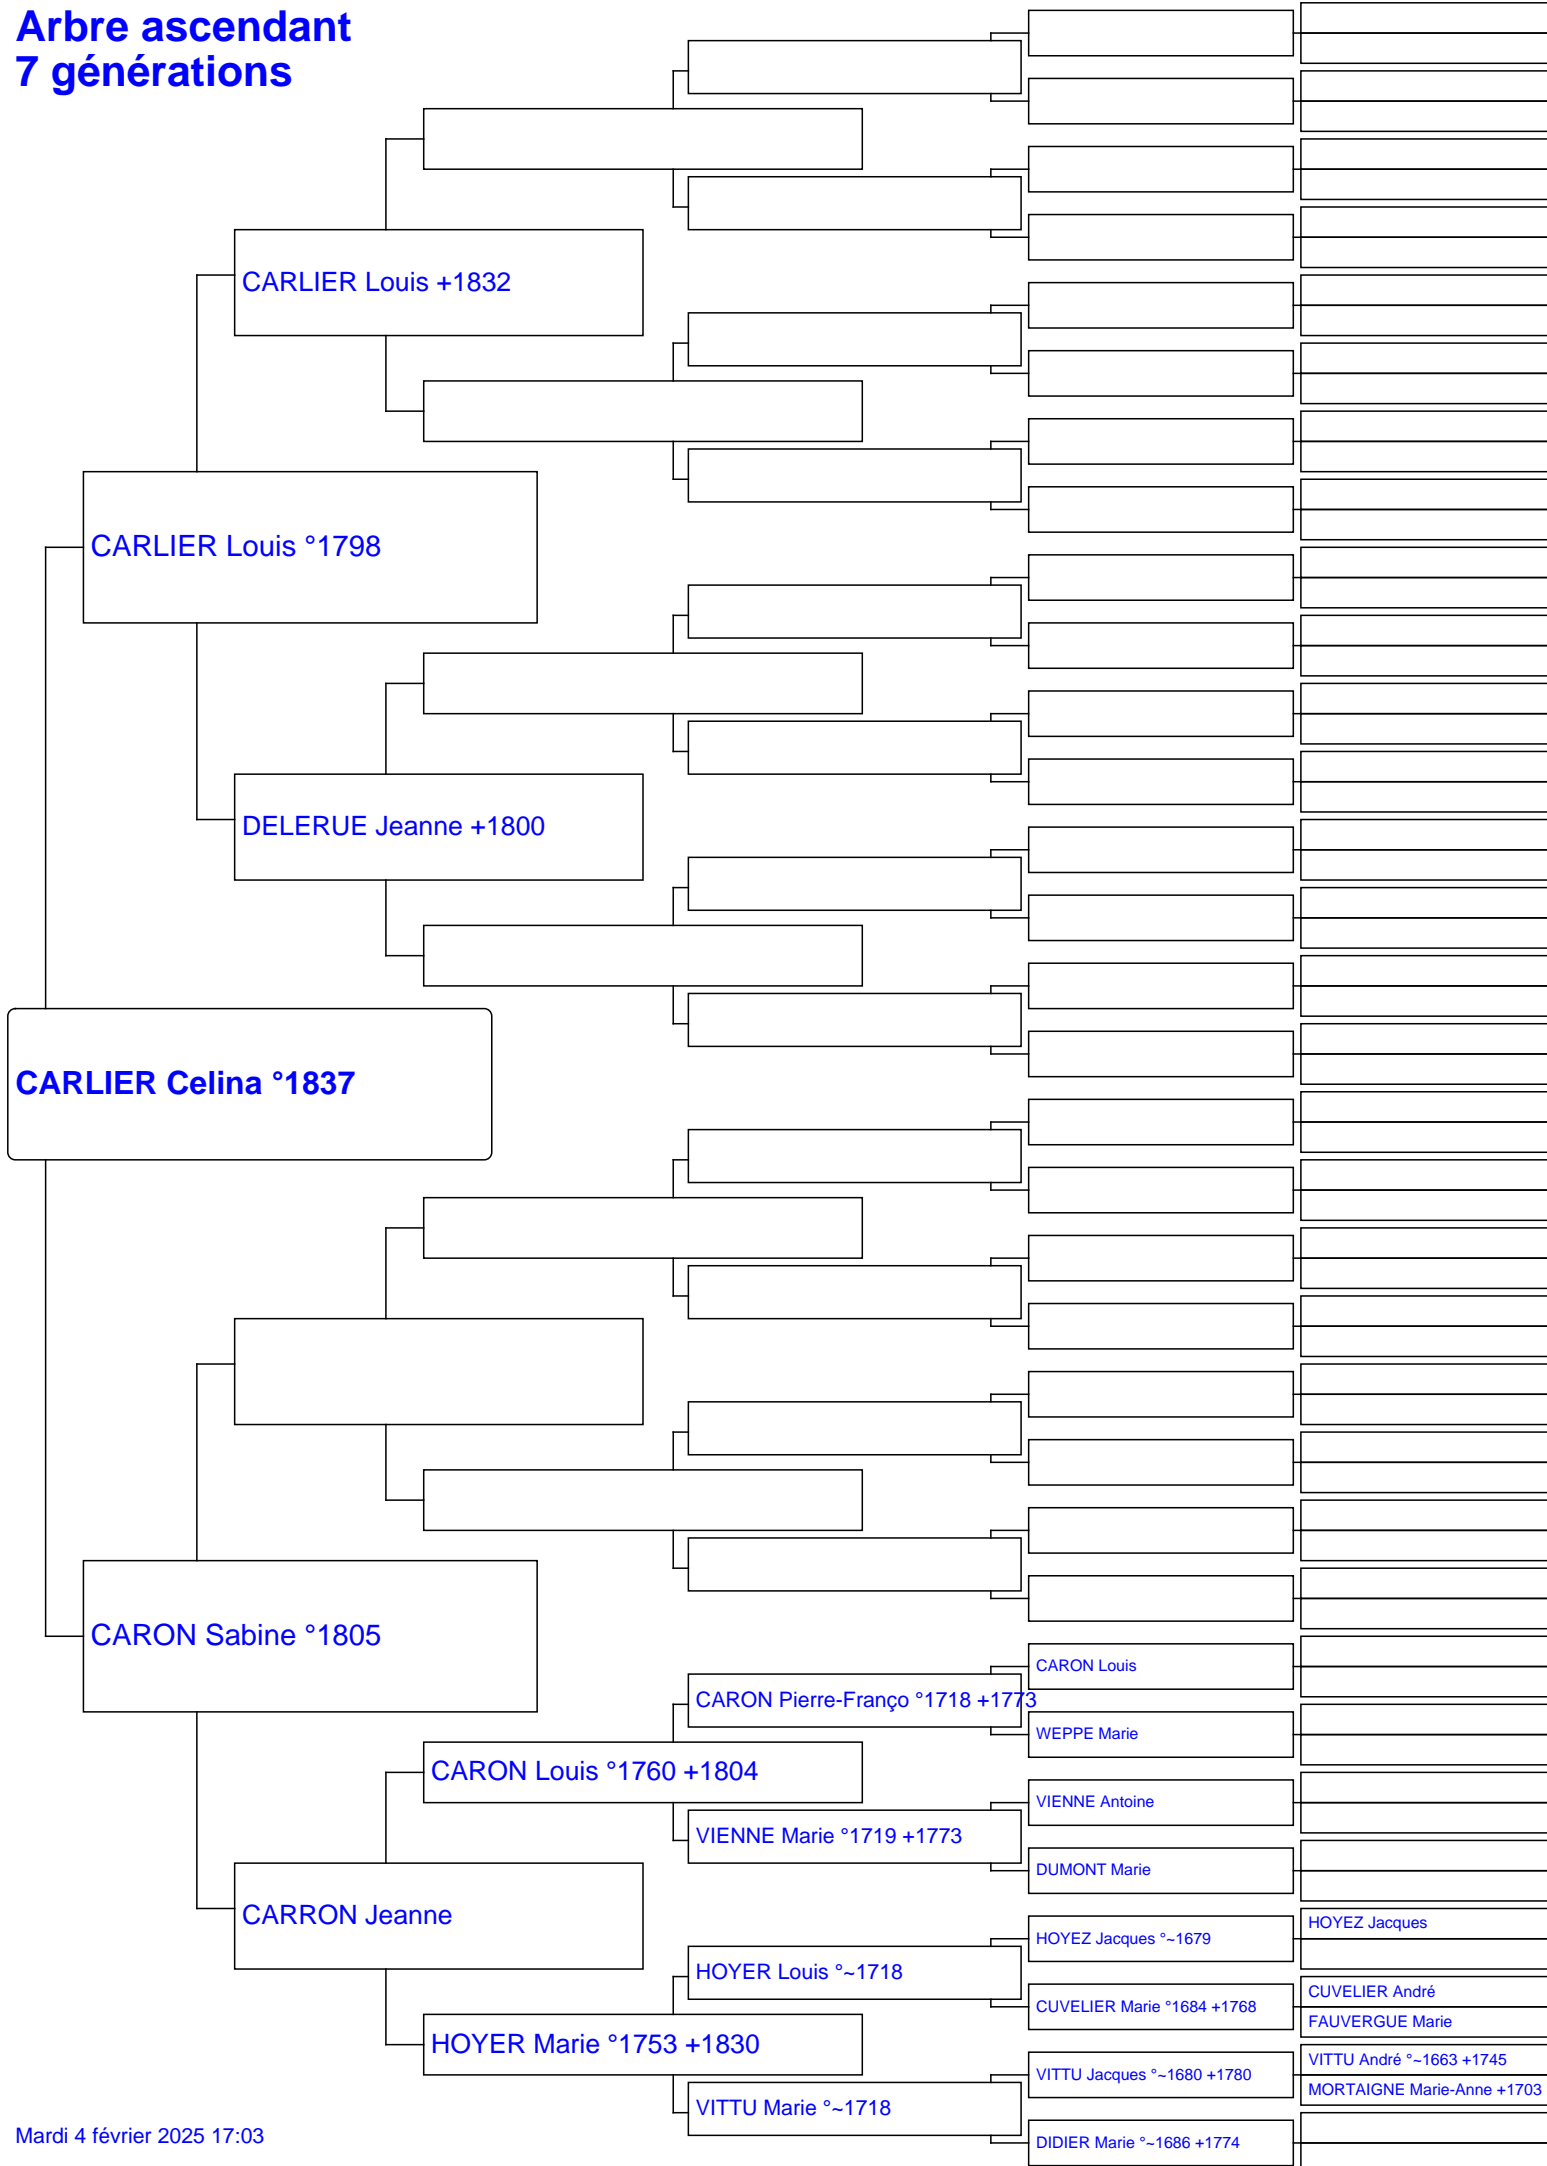 Arbre ascendant
7 générations
CARLIER Louis +1832
CARLIER Louis °1798
DELERUE Jeanne +1800
CARLIER Celina °1837
CARON Sabine °1805
CARON Louis
CARON Pierre-Franço °1718 +1773
WEPPE Marie
CARON Louis °1760 +1804
VIENNE Antoine
VIENNE Marie °1719 +1773
DUMONT Marie
CARRON Jeanne
HOYEZ Jacques
HOYEZ Jacques °~1679
HOYER Louis °~1718
CUVELIER André
CUVELIER Marie °1684 +1768
FAUVERGUE Marie
HOYER Marie °1753 +1830
VITTU André °~1663 +1745
VITTU Jacques °~1680 +1780
MORTAIGNE Marie-Anne +1703
VITTU Marie °~1718
DIDIER Marie °~1686 +1774
Mardi 4 février 2025 17:03